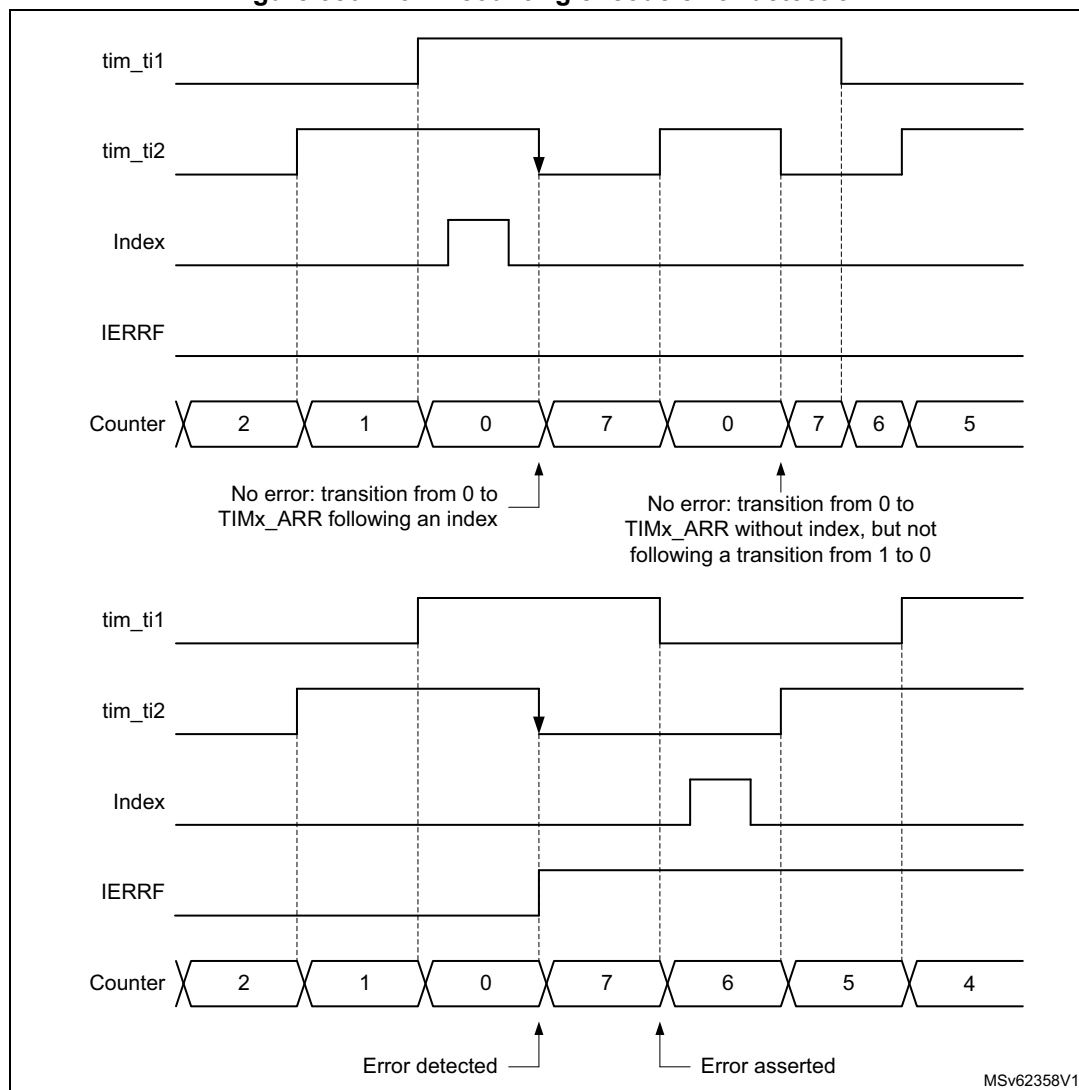 tim_ti1
tim_ti2
Index
IERRF
Counter 2 1 0 7 0 7 6 5
No error: transition from 0 to
TIMx_ARR following an index
No error: transition from 0 to
TIMx_ARR without index, but not
following a transition from 1 to 0
tim_ti1
tim_ti2
Index
IERRF
Counter 2 1 0 7 6 5 4
Error detected
Error asserted
MSv62358V1